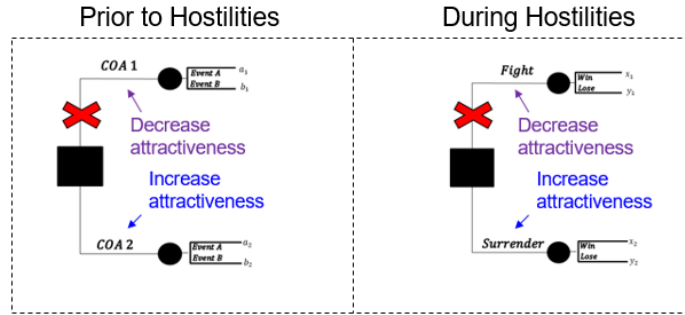 Prior to Hostilities
During Hostilities
COA 1
Event A a₁
Event B b₁
Decrease
attractiveness
Increase
attractiveness
COA 2
Event A a₂
Event B b₂
Fight
Win x₁
Lose y₁
Decrease
attractiveness
Increase
attractiveness
Surrender
Win x₂
Lose y₂